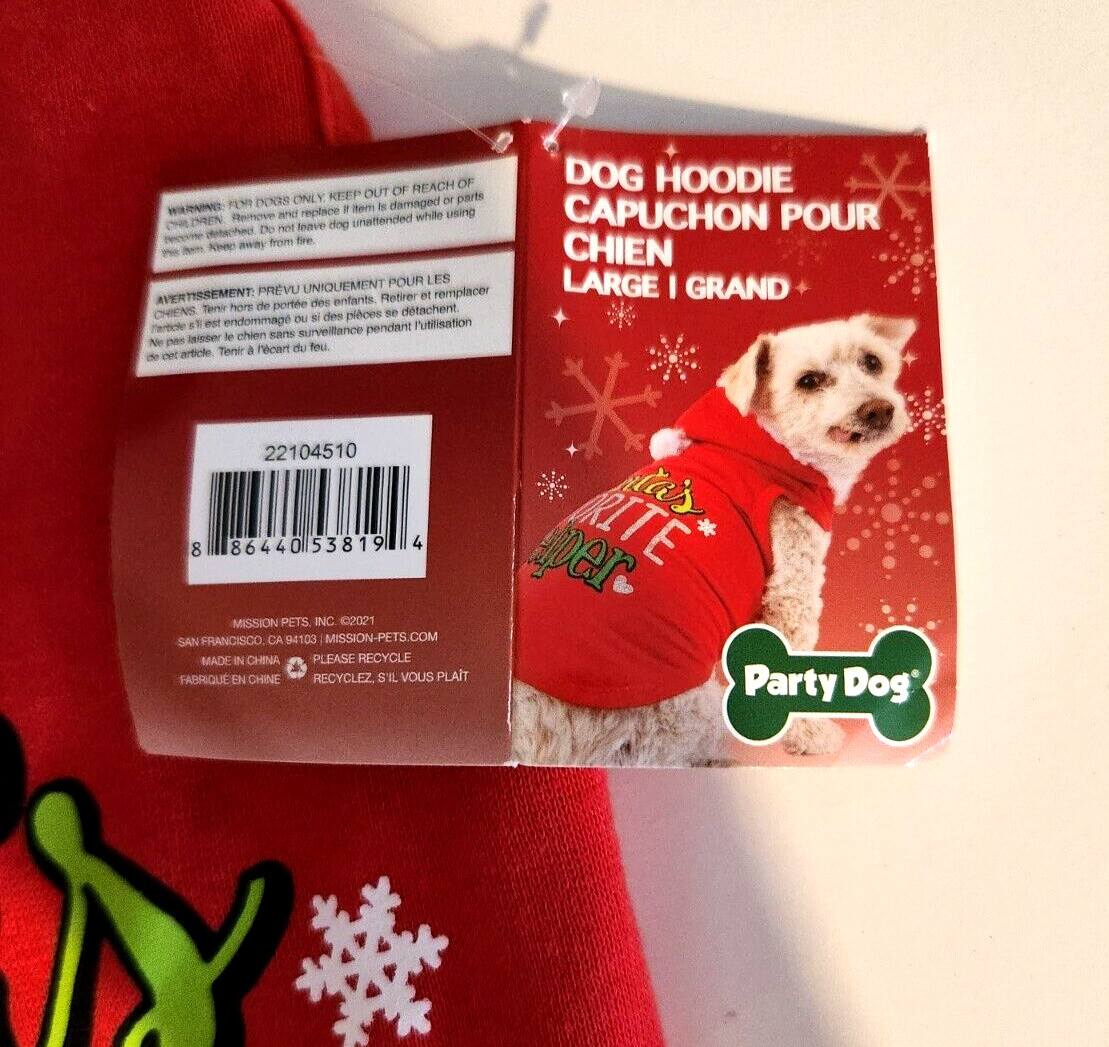 WARNING: FOR DOGS ONLY. KEEP OUT OF REACH OF
CHILDREN. Remove and replace if item is damaged or parts
become detached. Do not leave dog unattended while using
this item. Keep away from fire.
AVERTISSEMENT: PRÉVU UNIQUEMENT POUR LES
CHIENS. Tenir hors de portée des enfants. Retirer et remplacer
l'article s'il est endommagé ou si des pièces se détachent.
Ne pas laisser le chien sans surveillance pendant l'utilisation
de cet article. Tenir à l'écart du feu.
22104510
8 86440 53819 4
MISSION PETS, INC. ©2021
SAN FRANCISCO, CA 94103 | MISSION-PETS.COM
MADE IN CHINA PLEASE RECYCLE
FABRIQUÉ EN CHINE RECYCLEZ, S'IL VOUS PLAÎT
DOG HOODIE
CAPUCHON POUR
CHIEN
LARGE | GRAND
nta's
RITE
lper
Party Dog®
s